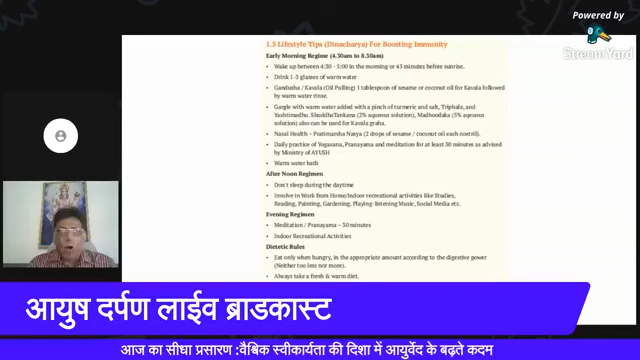 Powered by
StreamYard
1.3 Lifestyle Tips (Dinacharya) For Boosting Immunity
Early Morning Regime (4.30am to 8.30am)
• Wake up between 4:30 - 5:00 in the morning or 45 minutes before sunrise.
• Drink 1-3 glasses of warm water
• Gandusha / Kavala (Oil Pulling) 1 tablespoon of sesame or coconut oil for Kavala followed
by warm water rinse.
• Gargle with warm water added with a pinch of turmeric and salt, Triphala, and
Yashtimadhu. ShuddhaTankana (2% aqueous solution), Madhoodaka (5% aqueous
solution) also can be used for Kavala graha.
• Nasal Health – Pratimarsha Nasya (2 drops of sesame / coconut oil each nostril).
• Daily practice of Yogasana, Pranayama and meditation for at least 30 minutes as advised
by Ministry of AYUSH
• Warm water bath
After Noon Regimen
• Don't sleep during the daytime
• Involve in Work from Home/Indoor recreational activities like Studies,
Reading, Painting, Gardening, Playing-listening Music, Social Media etc.
Evening Regimen
• Meditation / Pranayama – 30 minutes
• Indoor Recreational Activities
Dietetic Rules
• Eat only when hungry, in the appropriate amount according to the digestive power
(Neither too less nor more).
• Always take a fresh & warm diet.
आयुष दर्पण लाईव ब्राडकास्ट
आज का सीधा प्रसारण :वैश्विक स्वीकार्यता की दिशा में आयुर्वेद के बढ़ते कदम